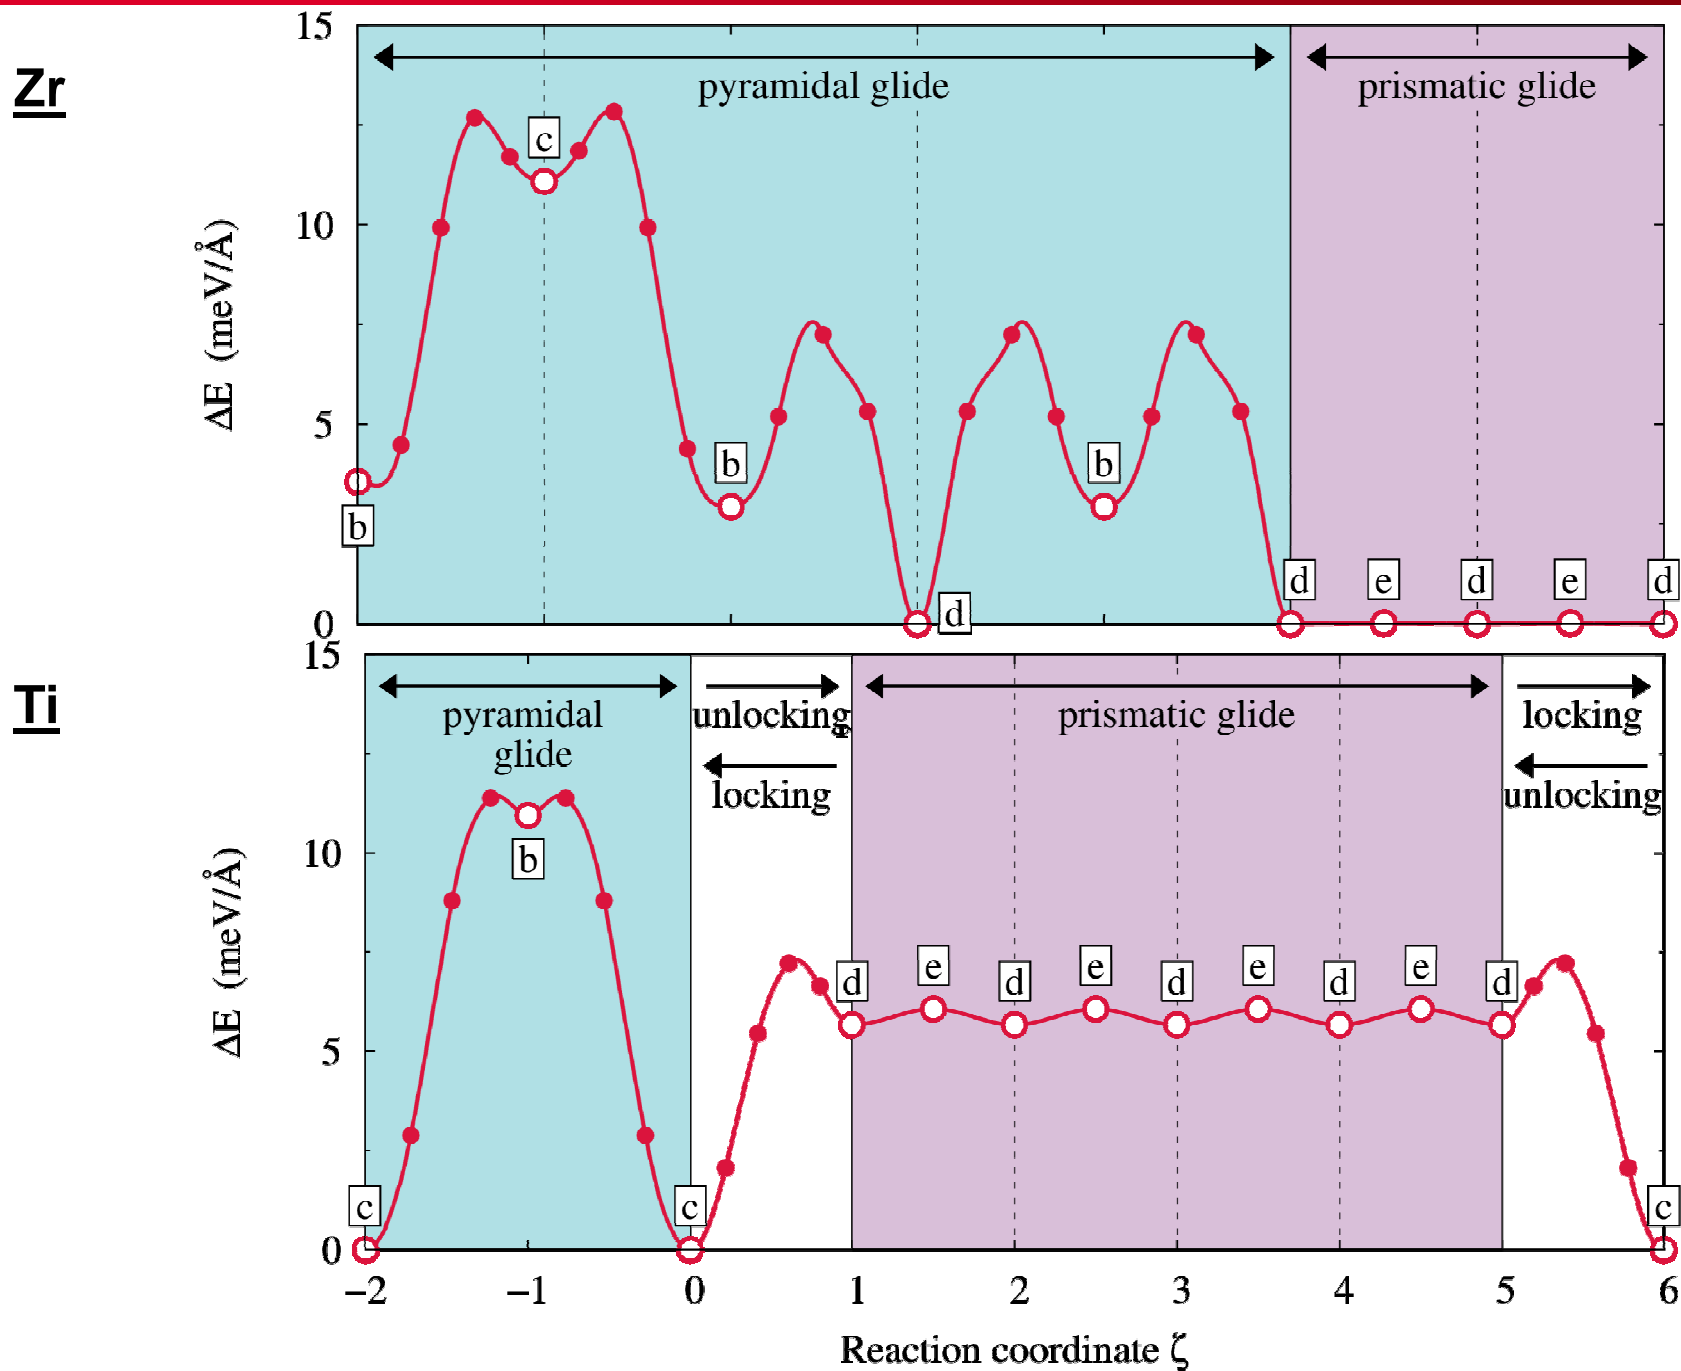 Zr
15
pyramidal glide
prismatic glide
c
10
ΔE (meV/Å)
5
b
b
b
d
d
e
d
e
d
0
Ti
15
pyramidal
glide
unlocking
locking
prismatic glide
locking
unlocking
10
b
ΔE (meV/Å)
d
e
d
e
d
e
d
e
d
5
c
c
c
0
−2
−1
0
1
2
3
4
5
6
Reaction coordinate ζ